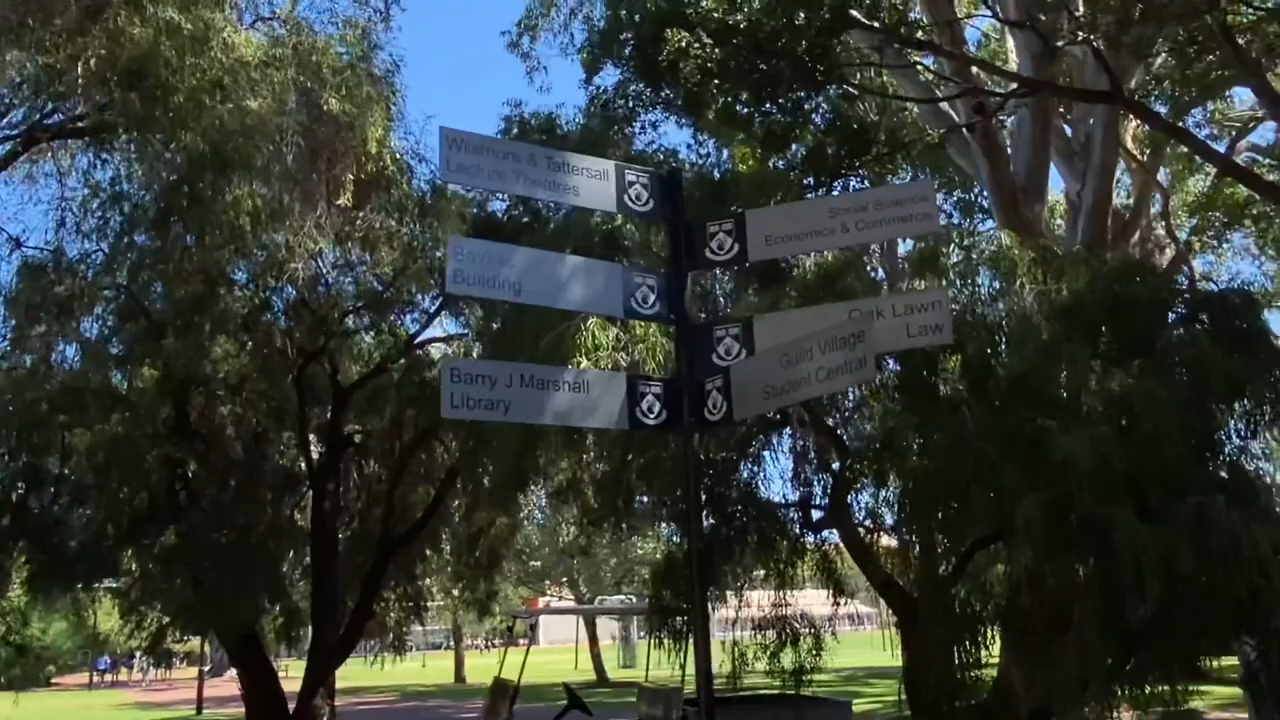 Wilsmore & Tattersall
Lecture Theatres
Social Science
Economics & Commerce
Bayliss
Building
Oak Lawn
Law
Guild Village
Student Central
Barry J Marshall
Library